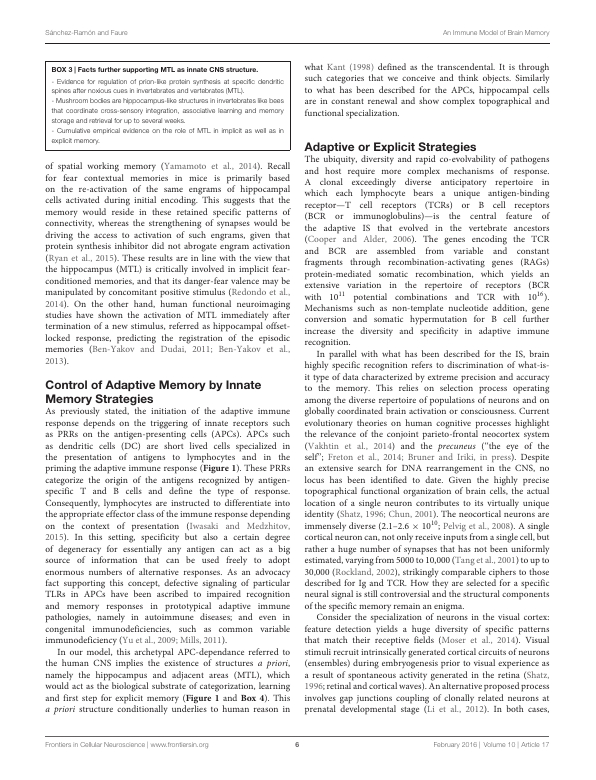 Sánchez-Ramón and Faure
An Immune Model of Brain Memory
BOX 3 | Facts further supporting MTL as innate CNS structure.
- Evidence for regulation of prion-like protein synthesis at specific dendritic
spines after noxious cues in invertebrates and vertebrates (MTL).
- Mushroom bodies are hippocampus-like structures in invertebrates like bees
that coordinate cross-sensory integration, associative learning and memory
storage and retrieval for up to several weeks.
- Cumulative empirical evidence on the role of MTL in implicit as well as in
explicit memory.
of spatial working memory (Yamamoto et al., 2014). Recall
for fear contextual memories in mice is primarily based
on the re-activation of the same engrams of hippocampal
cells activated during initial encoding. This suggests that the
memory would reside in these retained specific patterns of
connectivity, whereas the strengthening of synapses would be
driving the access to activation of such engrams, given that
protein synthesis inhibitor did not abrogate engram activation
(Ryan et al., 2015). These results are in line with the view that
the hippocampus (MTL) is critically involved in implicit fear-
conditioned memories, and that its danger-fear valence may be
manipulated by concomitant positive stimulus (Redondo et al.,
2014). On the other hand, human functional neuroimaging
studies have shown the activation of MTL immediately after
termination of a new stimulus, referred as hippocampal offset-
locked response, predicting the registration of the episodic
memories (Ben-Yakov and Dudai, 2011; Ben-Yakov et al.,
2013).
Control of Adaptive Memory by Innate
Memory Strategies
As previously stated, the initiation of the adaptive immune
response depends on the triggering of innate receptors such
as PRRs on the antigen-presenting cells (APCs). APCs such
as dendritic cells (DC) are short lived cells specialized in
the presentation of antigens to lymphocytes and in the
priming the adaptive immune response (Figure 1). These PRRs
categorize the origin of the antigens recognized by antigen-
specific T and B cells and define the type of response.
Consequently, lymphocytes are instructed to differentiate into
the appropriate effector class of the immune response depending
on the context of presentation (Iwasaki and Medzhitov,
2015). In this setting, specificity but also a certain degree
of degeneracy for essentially any antigen can act as a big
source of information that can be used freely to adopt
enormous numbers of alternative responses. As an advocacy
fact supporting this concept, defective signaling of particular
TLRs in APCs have been ascribed to impaired recognition
and memory responses in prototypical adaptive immune
pathologies, namely in autoimmune diseases; and even in
congenital immunodeficiencies, such as common variable
immunodeficiency (Yu et al., 2009; Mills, 2011).
In our model, this archetypal APC-dependance referred to
the human CNS implies the existence of structures a priori,
namely the hippocampus and adjacent areas (MTL), which
would act as the biological substrate of categorization, learning
and first step for explicit memory (Figure 1 and Box 4). This
a priori structure conditionally underlies to human reason in
what Kant (1998) defined as the transcendental. It is through
such categories that we conceive and think objects. Similarly
to what has been described for the APCs, hippocampal cells
are in constant renewal and show complex topographical and
functional specialization.
Adaptive or Explicit Strategies
The ubiquity, diversity and rapid co-evolvability of pathogens
and host require more complex mechanisms of response.
A clonal exceedingly diverse anticipatory repertoire in
which each lymphocyte bears a unique antigen-binding
receptor—T cell receptors (TCRs) or B cell receptors
(BCR or immunoglobulins)—is the central feature of
the adaptive IS that evolved in the vertebrate ancestors
(Cooper and Alder, 2006). The genes encoding the TCR
and BCR are assembled from variable and constant
fragments through recombination-activating genes (RAGs)
protein-mediated somatic recombination, which yields an
extensive variation in the repertoire of receptors (BCR
with 10¹¹ potential combinations and TCR with 10¹⁶).
Mechanisms such as non-template nucleotide addition, gene
conversion and somatic hypermutation for B cell further
increase the diversity and specificity in adaptive immune
recognition.
In parallel with what has been described for the IS, brain
highly specific recognition refers to discrimination of what-is-
it type of data characterized by extreme precision and accuracy
to the memory. This relies on selection process operating
among the diverse repertoire of populations of neurons and on
globally coordinated brain activation or consciousness. Current
evolutionary theories on human cognitive processes highlight
the relevance of the conjoint parieto-frontal neocortex system
(Vakhtin et al., 2014) and the precuneus ("the eye of the
self"; Freton et al., 2014; Bruner and Iriki, in press). Despite
an extensive search for DNA rearrangement in the CNS, no
locus has been identified to date. Given the highly precise
topographical functional organization of brain cells, the actual
location of a single neuron contributes to its virtually unique
identity (Shatz, 1996; Chun, 2001). The neocortical neurons are
immensely diverse (2.1–2.6 × 10¹⁰; Pelvig et al., 2008). A single
cortical neuron can, not only receive inputs from a single cell, but
rather a huge number of synapses that has not been uniformly
estimated, varying from 5000 to 10,000 (Tang et al., 2001) to up to
30,000 (Rockland, 2002), strikingly comparable ciphers to those
described for Ig and TCR. How they are selected for a specific
neural signal is still controversial and the structural components
of the specific memory remain an enigma.
Consider the specialization of neurons in the visual cortex:
feature detection yields a huge diversity of specific patterns
that match their receptive fields (Moser et al., 2014). Visual
stimuli recruit intrinsically generated cortical circuits of neurons
(ensembles) during embryogenesis prior to visual experience as
a result of spontaneous activity generated in the retina (Shatz,
1996; retinal and cortical waves). An alternative proposed process
involves gap junctions coupling of clonally related neurons at
prenatal developmental stage (Li et al., 2012). In both cases,
Frontiers in Cellular Neuroscience | www.frontiersin.org
6
February 2016 | Volume 10 | Article 17